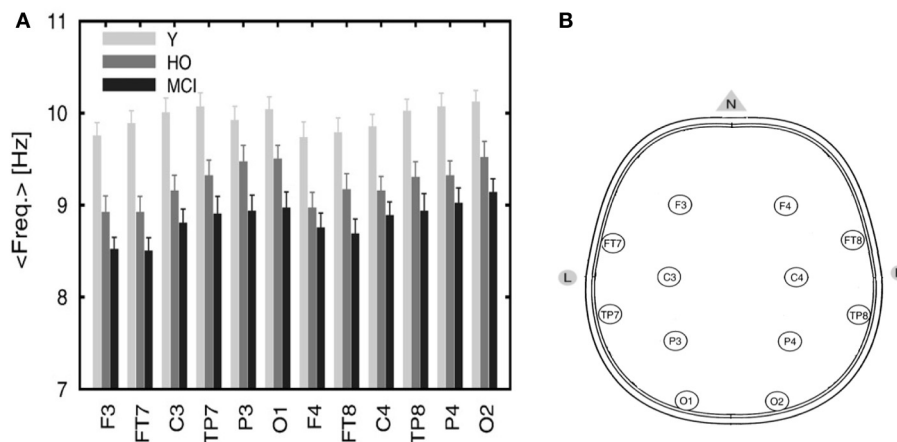 A
<Freq.> [Hz]
11
10
9
8
7
Y
HO
MCI
F3
FT7
C3
TP7
P3
O1
F4
FT8
C4
TP8
P4
O2
B
N
F3
F4
FT7
FT8
L
C3
C4
TP7
TP8
P3
P4
O1
O2